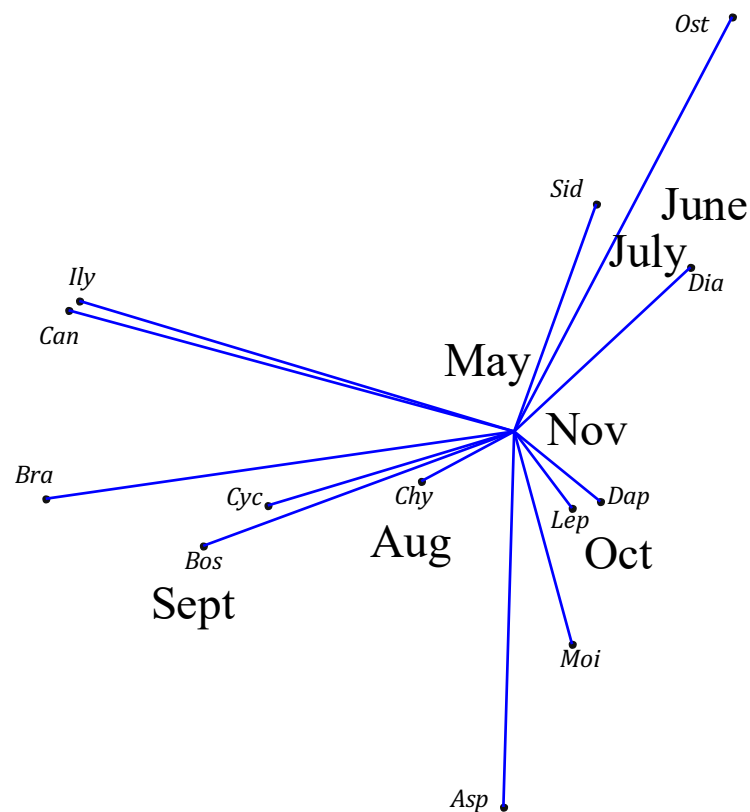 Ost
Sid
June
July
Dia
Ily
Can
May
Nov
Bra
Cyc
Chy
Dap
Lep
Aug
Oct
Bos
Sept
Moi
Asp